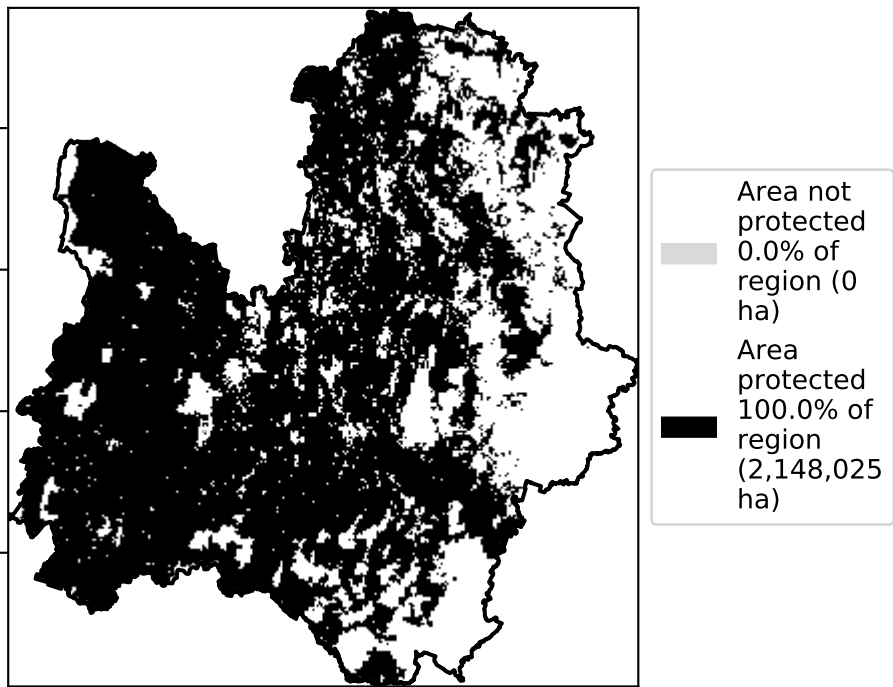 Area not
protected
0.0% of
region (0
ha)
Area
protected
100.0% of
region
(2,148,025
ha)